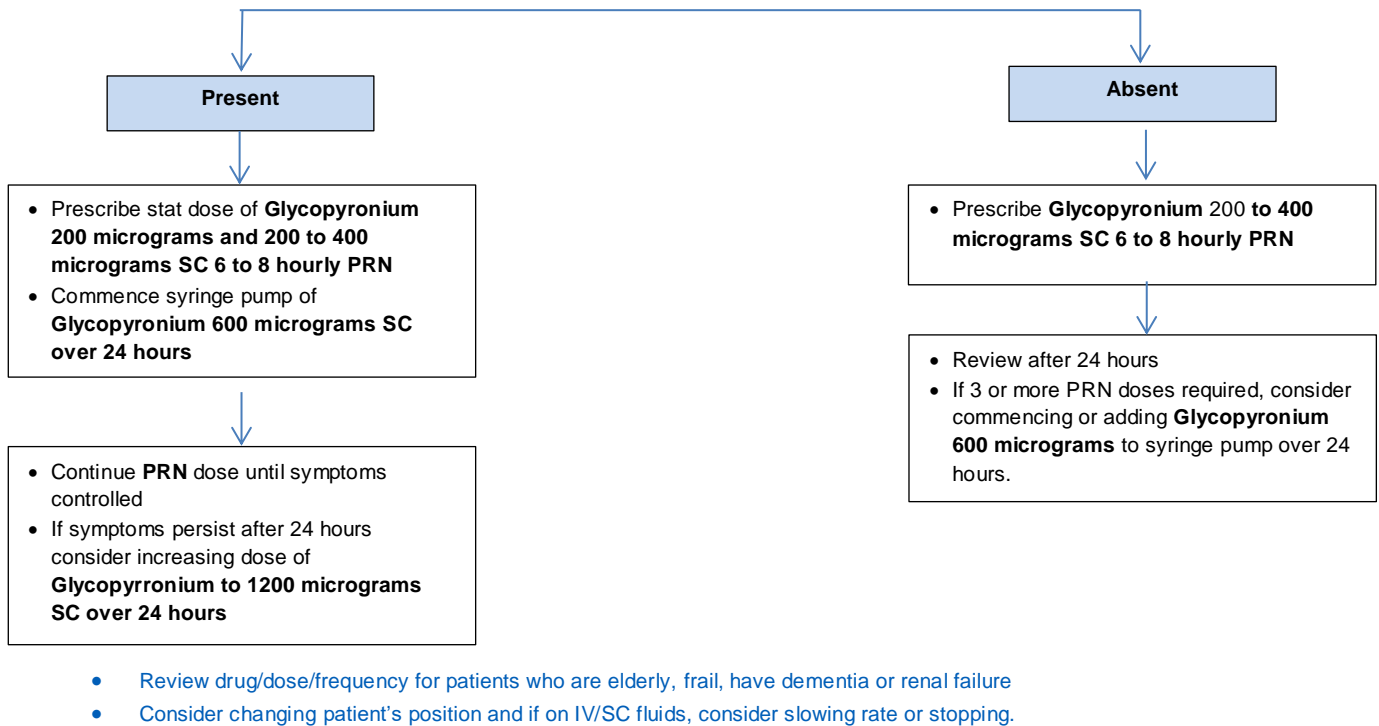 Present
• Prescribe stat dose of Glycopyronium
200 micrograms and 200 to 400
micrograms SC 6 to 8 hourly PRN
• Commence syringe pump of
Glycopyronium 600 micrograms SC
over 24 hours
• Continue PRN dose until symptoms
controlled
• If symptoms persist after 24 hours
consider increasing dose of
Glycopyrronium to 1200 micrograms
SC over 24 hours
Absent
• Prescribe Glycopyronium 200 to 400
micrograms SC 6 to 8 hourly PRN
• Review after 24 hours
• If 3 or more PRN doses required, consider
commencing or adding Glycopyronium
600 micrograms to syringe pump over 24
hours.
• Review drug/dose/frequency for patients who are elderly, frail, have dementia or renal failure
• Consider changing patient's position and if on IV/SC fluids, consider slowing rate or stopping.